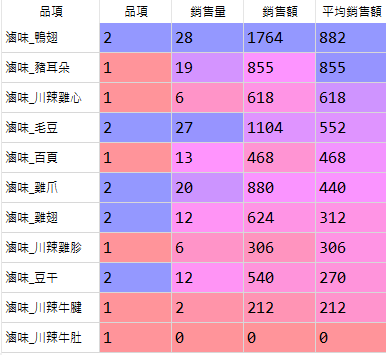 品項 品項 銷售量 銷售額 平均銷售額
滷味_鴨翅 2 28 1764 882
滷味_豬耳朵 1 19 855 855
滷味_川辣雞心 1 6 618 618
滷味_毛豆 2 27 1104 552
滷味_百頁 1 13 468 468
滷味_雞爪 2 20 880 440
滷味_雞翅 2 12 624 312
滷味_川辣雞胗 1 6 306 306
滷味_豆干 2 12 540 270
滷味_川辣牛腱 1 2 212 212
滷味_川辣牛肚 1 0 0 0